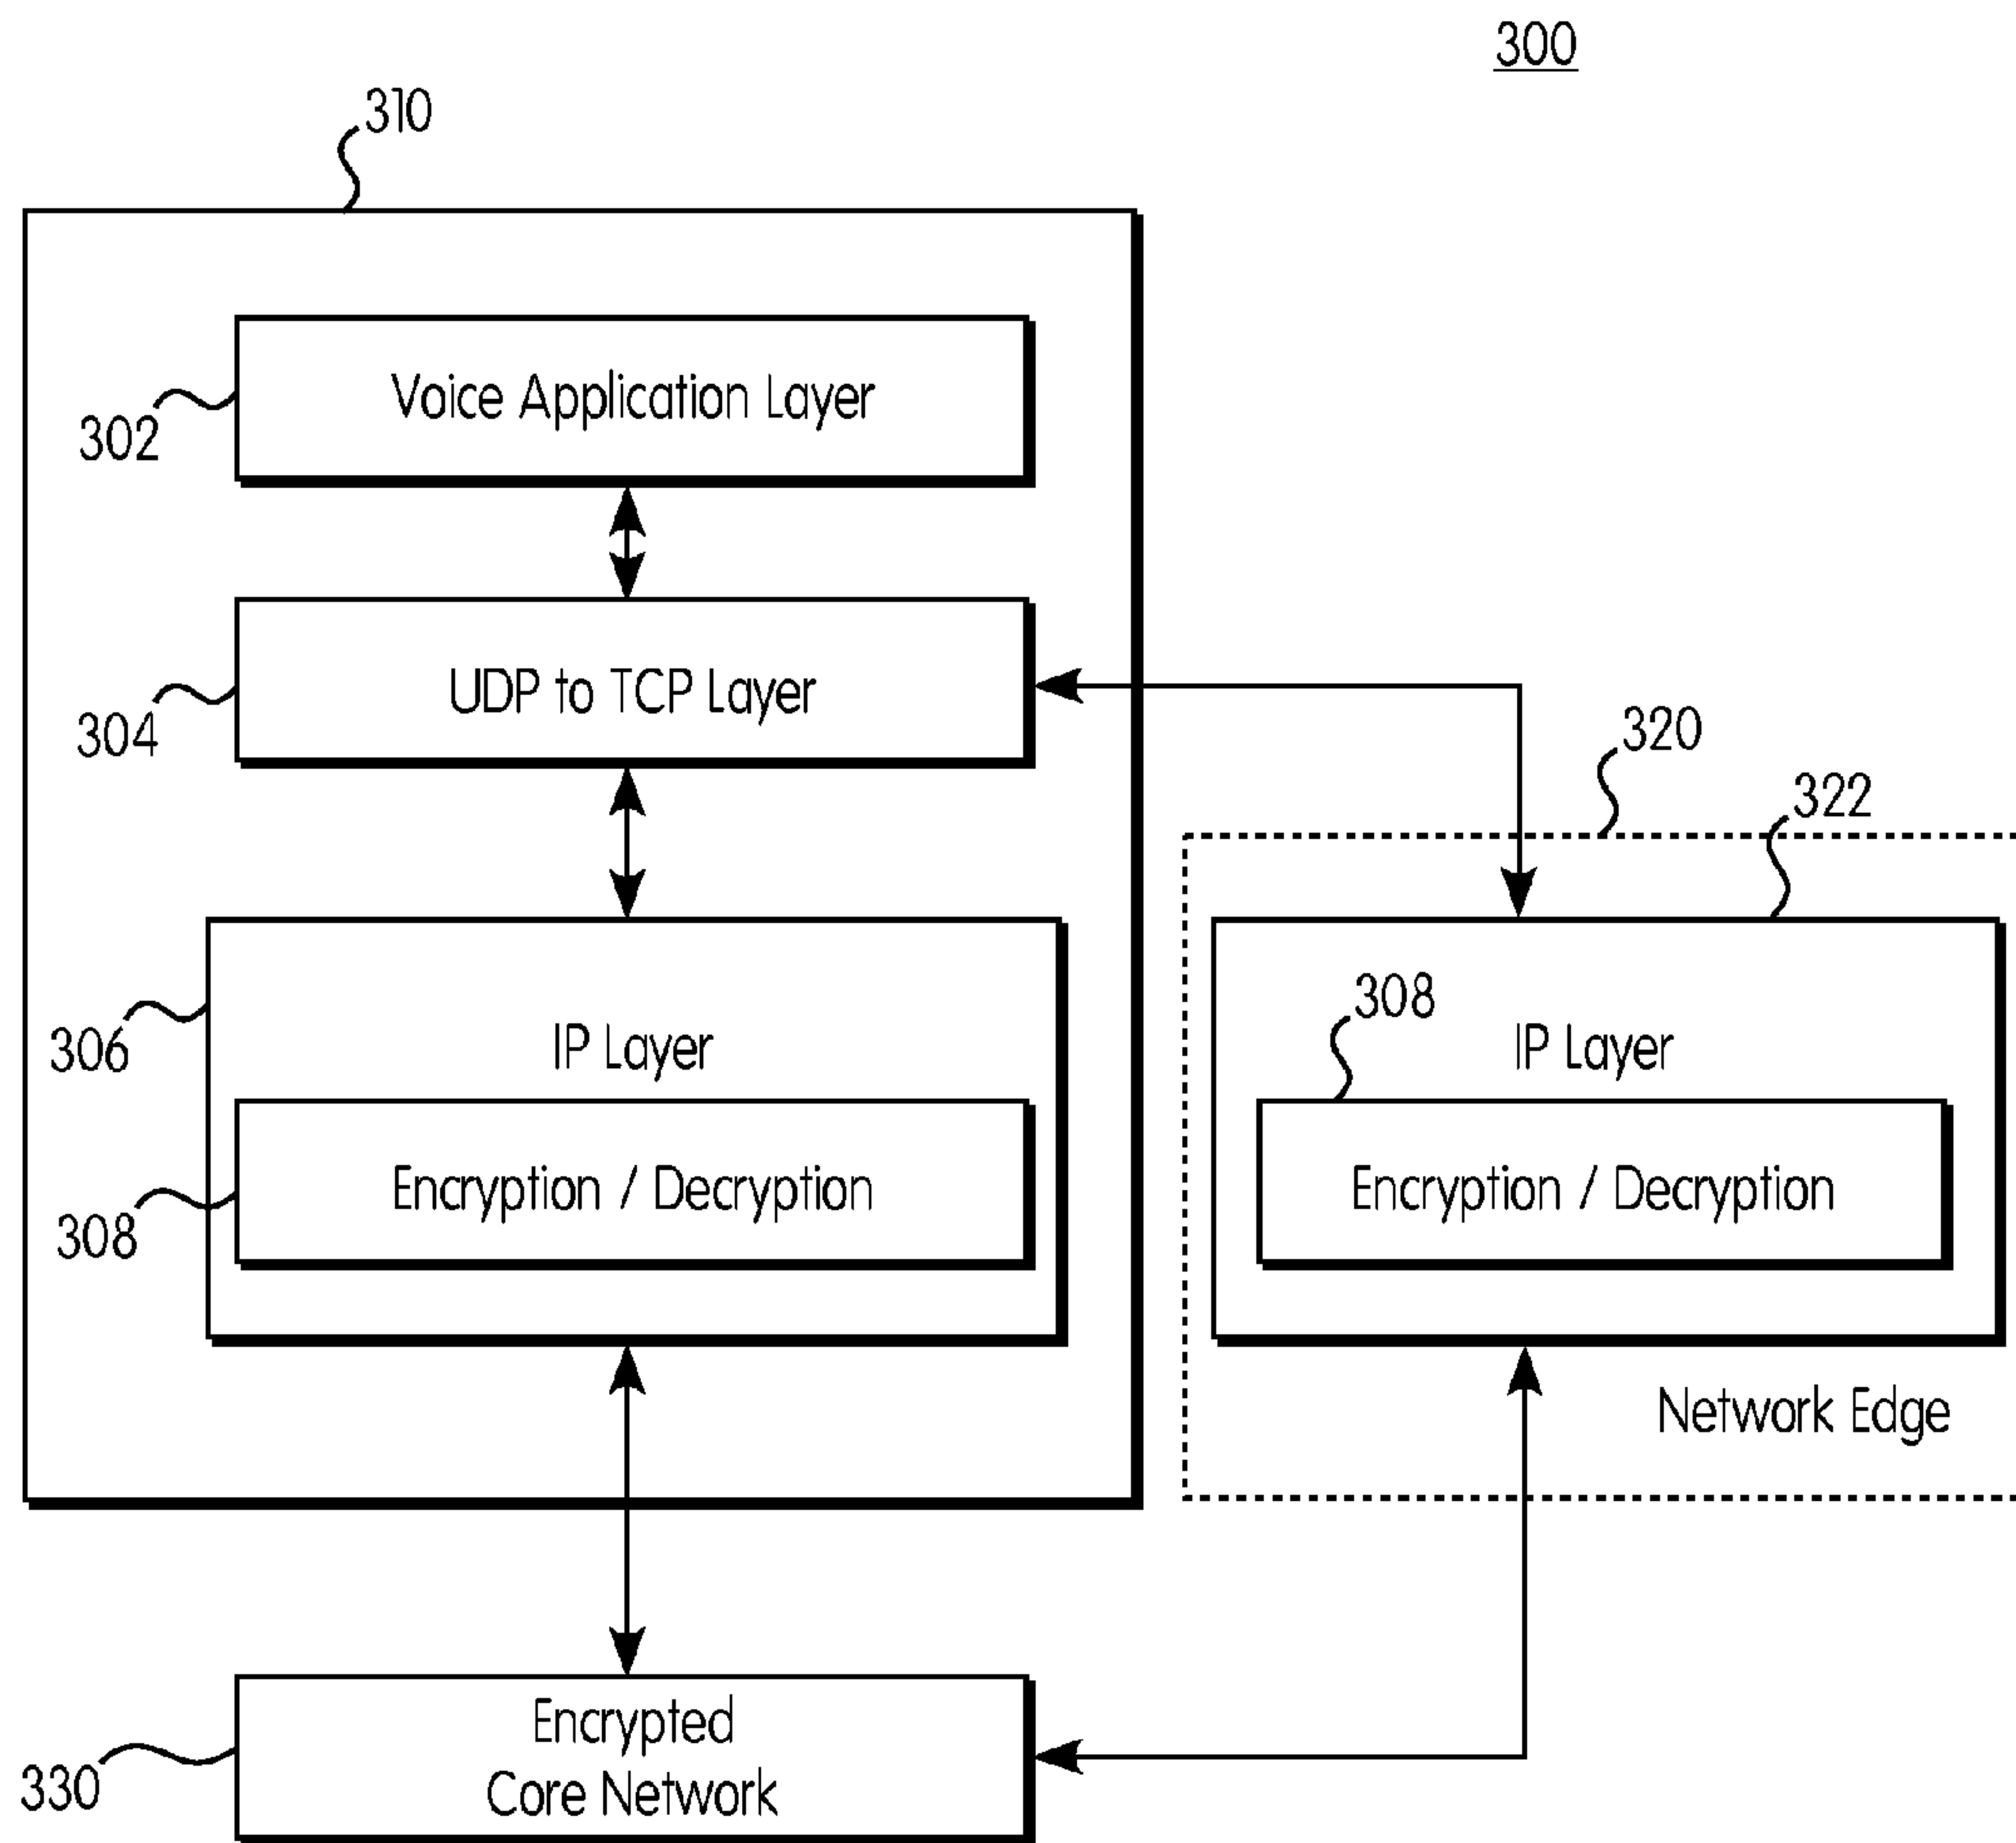 300
310
Voice Application Layer
302
UDP to TCP Layer
304
320
322
306
IP Layer
308
IP Layer
Encryption / Decryption
308
Encryption / Decryption
Network Edge
Encrypted
Core Network
330